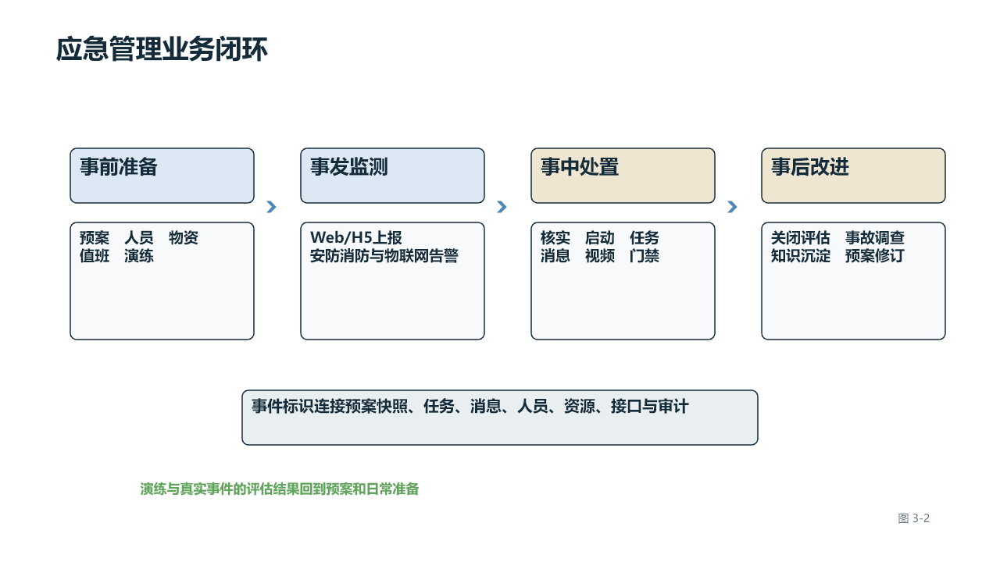 应急管理业务闭环
事前准备
事发监测
事中处置
事后改进
预案　人员　物资
值班　演练
Web/H5上报
安防消防与物联网告警
核实　启动　任务
消息　视频　门禁
关闭评估　事故调查
知识沉淀　预案修订
事件标识连接预案快照、任务、消息、人员、资源、接口与审计
演练与真实事件的评估结果回到预案和日常准备
图 3-2